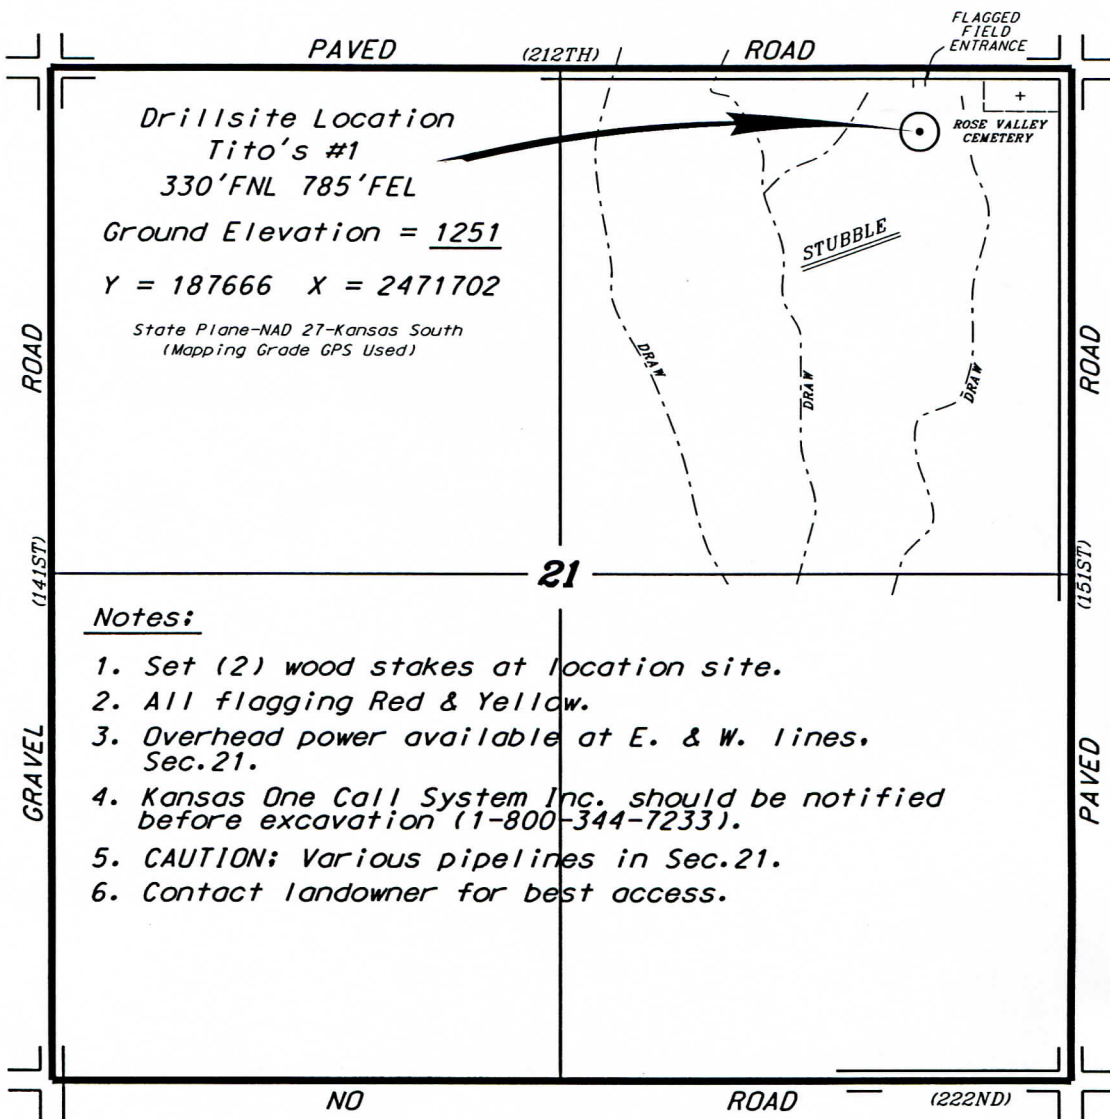 FLAGGED
FIELD
ENTRANCE
PAVED (212TH) ROAD
Drillsite Location
Tito's #1
330'FNL 785'FEL
Ground Elevation = 1251
Y = 187666 X = 2471702
State Plane-NAD 27-Kansas South
(Mapping Grade GPS Used)
+
ROSE VALLEY
CEMETERY
STUBBLE
DRAW
DRAW
DRAW
GRAVEL (141ST) ROAD
PAVED (151ST) ROAD
21
Notes:
1. Set (2) wood stakes at location site.
2. All flagging Red & Yellow.
3. Overhead power available at E. & W. lines,
Sec.21.
4. Kansas One Call System Inc. should be notified
before excavation (1-800-344-7233).
5. CAUTION: Various pipelines in Sec.21.
6. Contact landowner for best access.
NO ROAD (222ND)